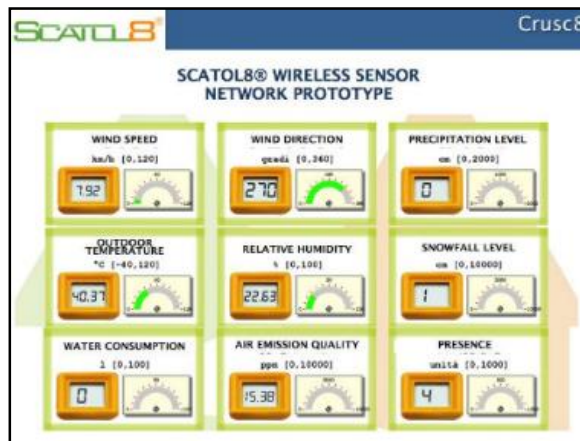 SCATOL8®
Crusc8
SCATOL8® WIRELESS SENSOR
NETWORK PROTOTYPE
WIND SPEED
km/h [0,120]
7.92
WIND DIRECTION
gradi [0,360]
270
PRECIPITATION LEVEL
cm [0,2000]
0
OUTDOOR
TEMPERATURE
°C [-40,120]
40.37
RELATIVE HUMIDITY
% [0,100]
22.63
SNOWFALL LEVEL
cm [0,10000]
1
WATER CONSUMPTION
l [0,100]
0
AIR EMISSION QUALITY
ppm [0,10000]
15.38
PRESENCE
unità [0,1000]
4